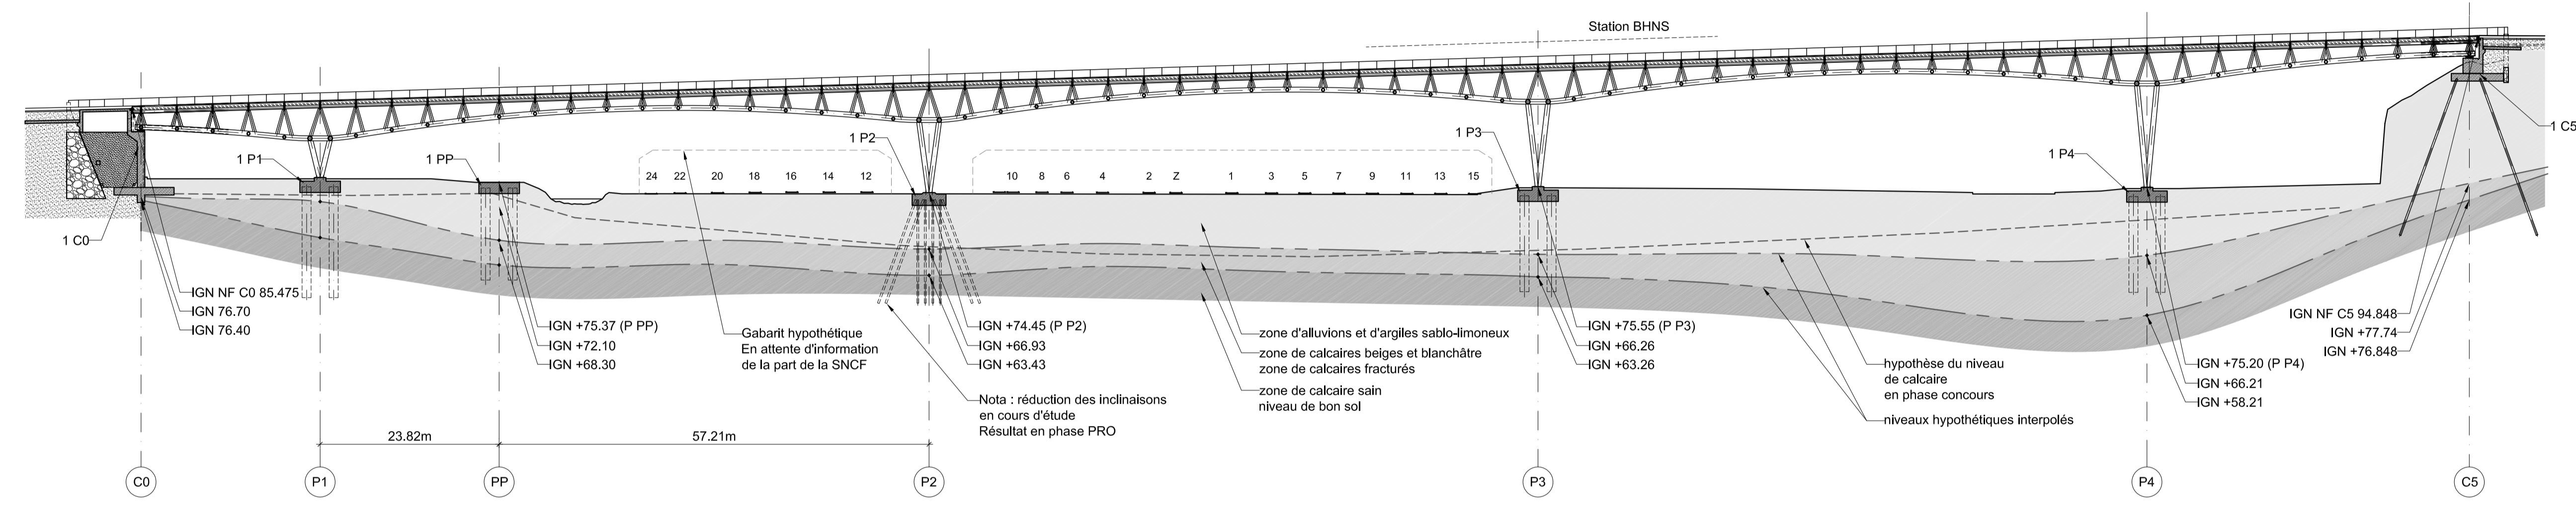 Station BHNS
1 P1
1 PP
1 P2
1 P3
1 P4
1 C5
1 C0
24 22 20 18 16 14 12
10 8 6 4 2 Z 1 3 5 7 9 11 13 15
IGN NF C0 85.475
IGN 76.70
IGN 76.40
IGN +75.37 (P PP)
IGN +72.10
IGN +68.30
Gabarit hypothétique
En attente d'information
de la part de la SNCF
IGN +74.45 (P P2)
IGN +66.93
IGN +63.43
Nota : réduction des inclinaisons
en cours d'étude
Résultat en phase PRO
zone d'alluvions et d'argiles sablo-limoneux
zone de calcaires beiges et blanchâtre
zone de calcaires fracturés
zone de calcaire sain
niveau de bon sol
IGN +75.55 (P P3)
IGN +66.26
IGN +63.26
hypothèse du niveau
de calcaire
en phase concours
niveaux hypothétiques interpolés
IGN +75.20 (P P4)
IGN +66.21
IGN +58.21
IGN NF C5 94.848
IGN +77.74
IGN +76.848
23.82m
57.21m
C0
P1
PP
P2
P3
P4
C5